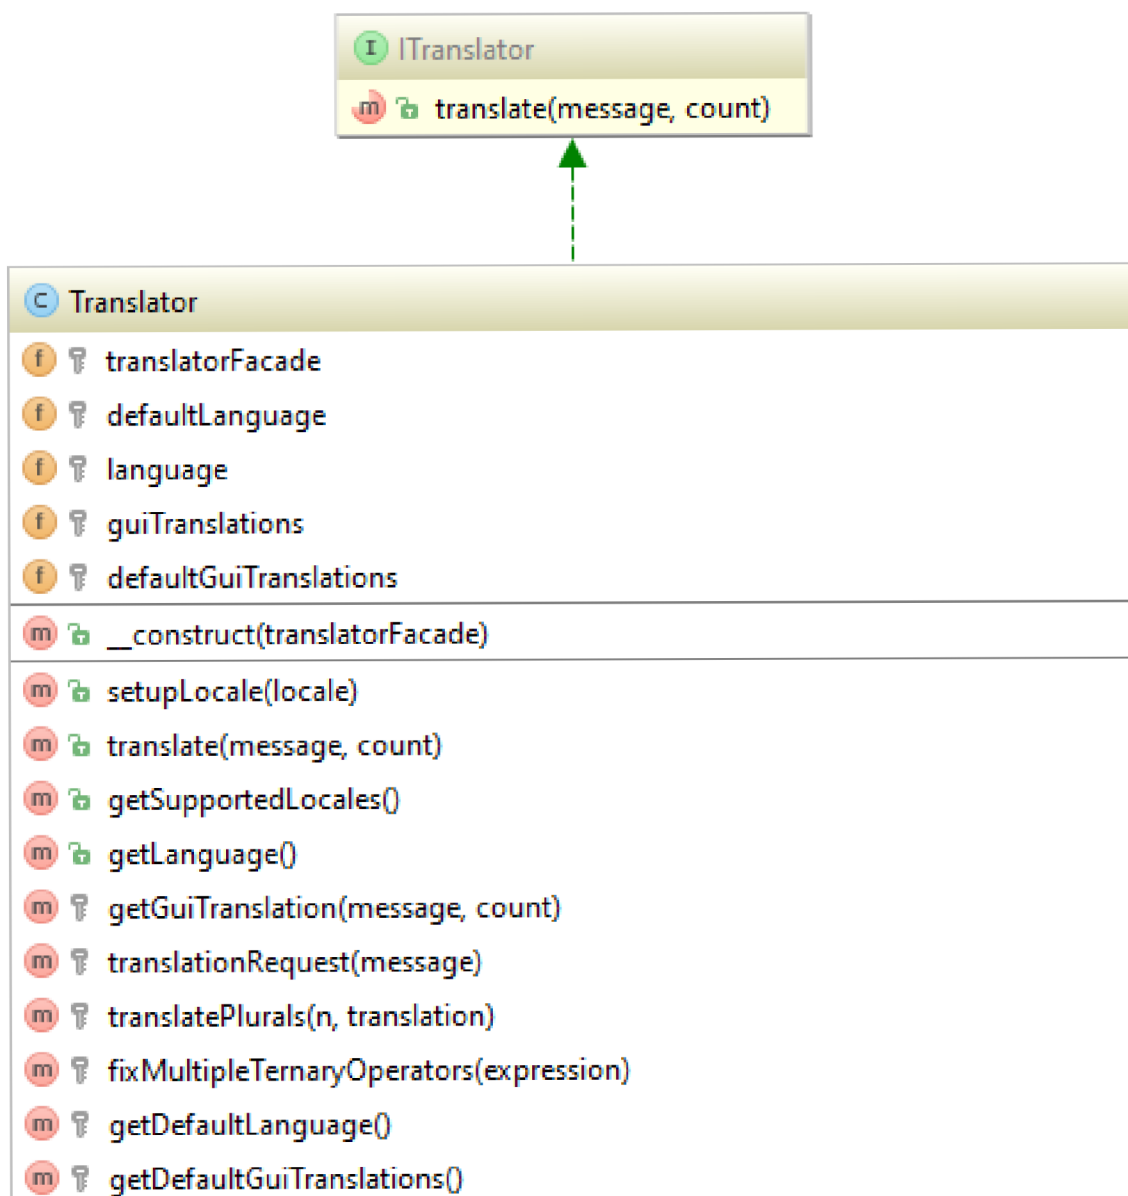 I ITranslator
m translate(message, count)
C Translator
f translatorFacade
f defaultLanguage
f language
f guiTranslations
f defaultGuiTranslations
m __construct(translatorFacade)
m setupLocale(locale)
m translate(message, count)
m getSupportedLocales()
m getLanguage()
m getGuiTranslation(message, count)
m translationRequest(message)
m translatePlurals(n, translation)
m fixMultipleTernaryOperators(expression)
m getDefaultLanguage()
m getDefaultGuiTranslations()